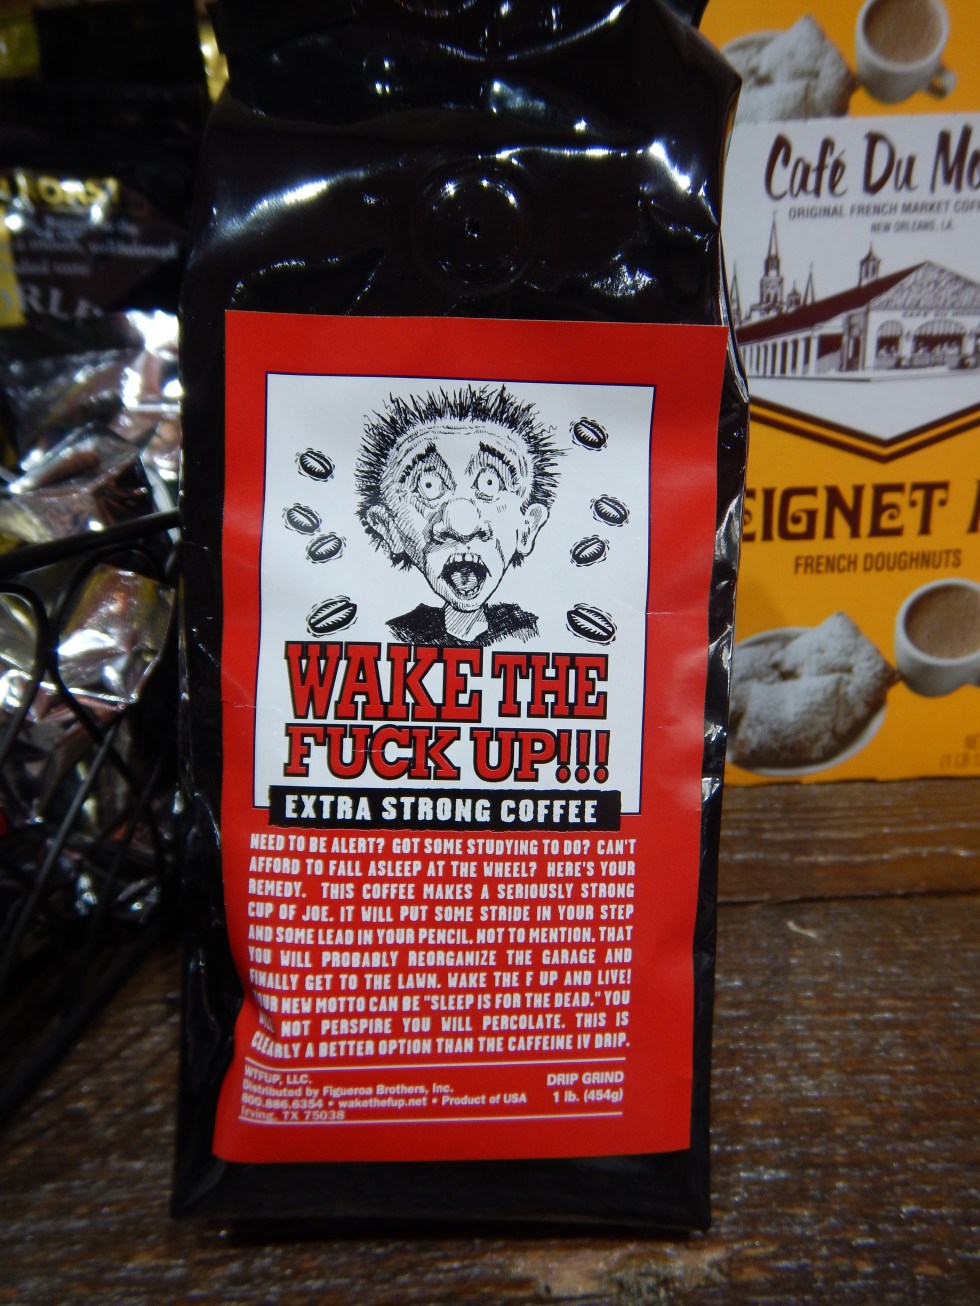 WAKE THE
FUCK UP!!!
EXTRA STRONG COFFEE
NEED TO BE ALERT? GOT SOME STUDYING TO DO? CAN'T
AFFORD TO FALL ASLEEP AT THE WHEEL? HERE'S YOUR
REMEDY. THIS COFFEE MAKES A SERIOUSLY STRONG
CUP OF JOE. IT WILL PUT SOME STRIDE IN YOUR STEP
AND SOME LEAD IN YOUR PENCIL. NOT TO MENTION, THAT
YOU WILL PROBABLY REORGANIZE THE GARAGE AND
FINALLY GET TO THE LAWN. WAKE THE F UP AND LIVE!
YOUR NEW MOTTO CAN BE "SLEEP IS FOR THE DEAD." YOU
NOT PERSPIRE YOU WILL PERCOLATE. THIS IS
CLEARLY A BETTER OPTION THAN THE CAFFEINE IV DRIP.
WTFUP, LLC.
Distributed by Figueroa Brothers, Inc.
800.886.6354 • wakethefup.net • Product of USA
Irving, TX 75038
DRIP GRIND
1 lb. (454g)
Café Du Mo
ORIGINAL FRENCH MARKET COFF
NEW ORLEANS, LA.
EIGNET
FRENCH DOUGHNUTS